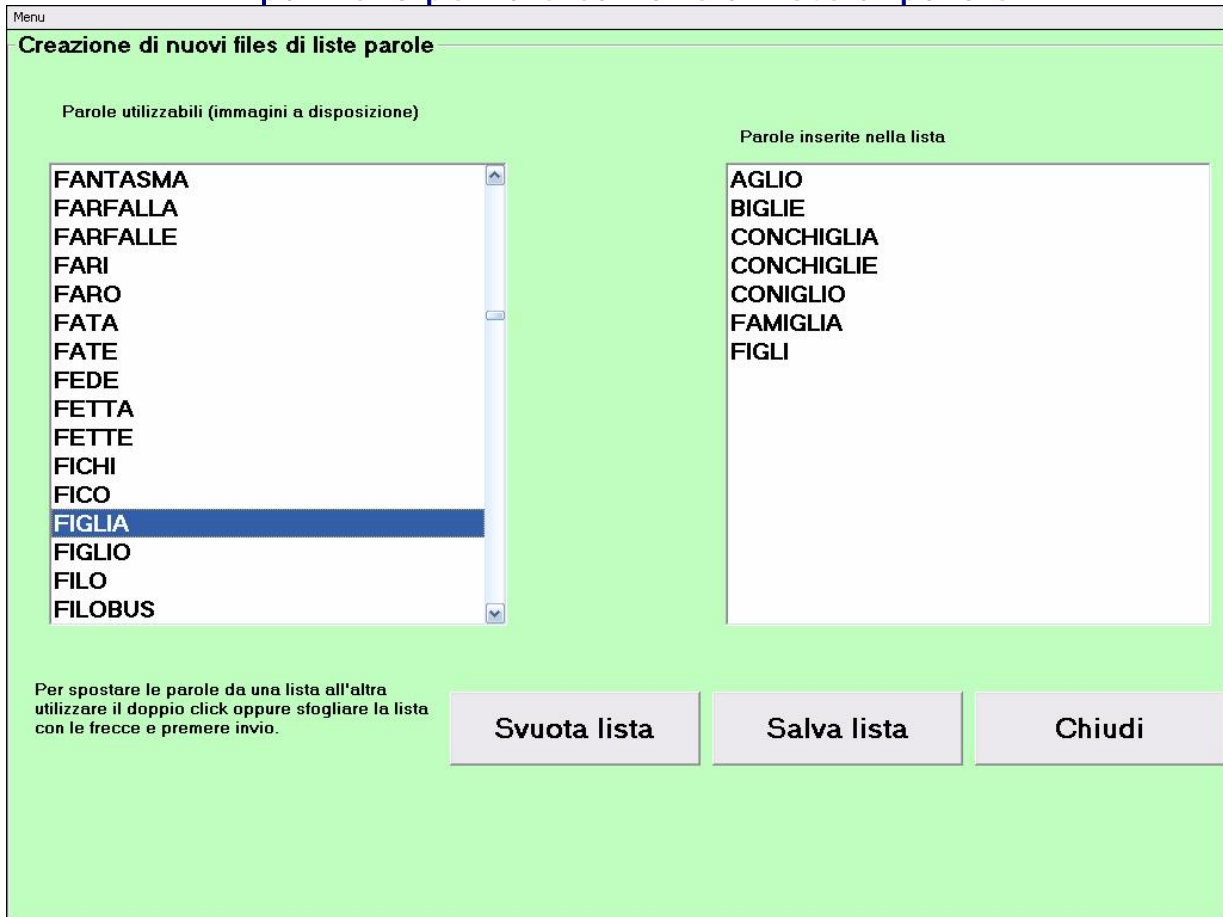 Menu
Creazione di nuovi files di liste parole
Parole utilizzabili (immagini a disposizione)
FANTASMA
FARFALLA
FARFALLE
FARI
FARO
FATA
FATE
FEDE
FETTA
FETTE
FICHI
FICO
FIGLIA
FIGLIO
FILO
FILOBUS
Parole inserite nella lista
AGLIO
BIGLIE
CONCHIGLIA
CONCHIGLIE
CONIGLIO
FAMIGLIA
FIGLI
Per spostare le parole da una lista all'altra
utilizzare il doppio click oppure sfogliare la lista
con le frecce e premere invio.
Svuota lista
Salva lista
Chiudi